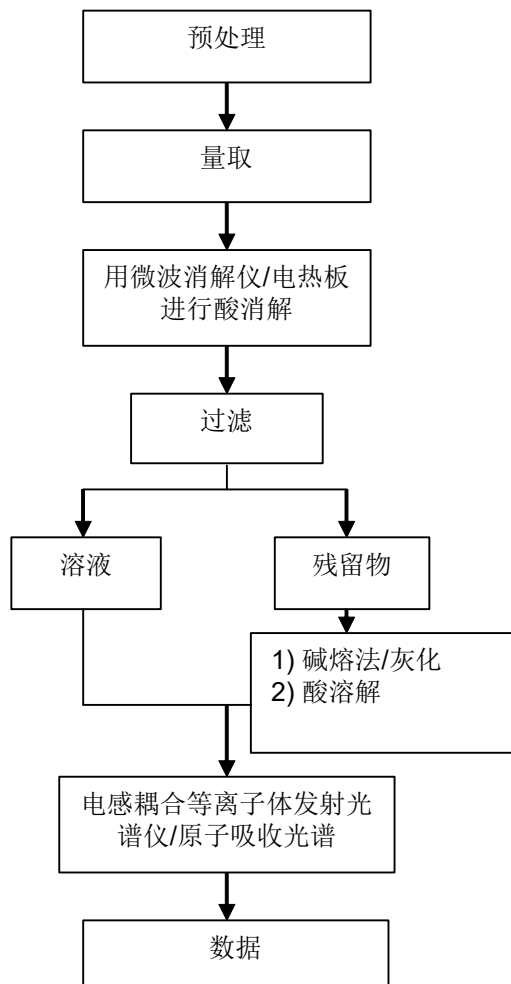 预处理
量取
用微波消解仪/电热板
进行酸消解
过滤
溶液
残留物
1) 碱熔法/灰化
2) 酸溶解
电感耦合等离子体发射光
谱仪/原子吸收光谱
数据